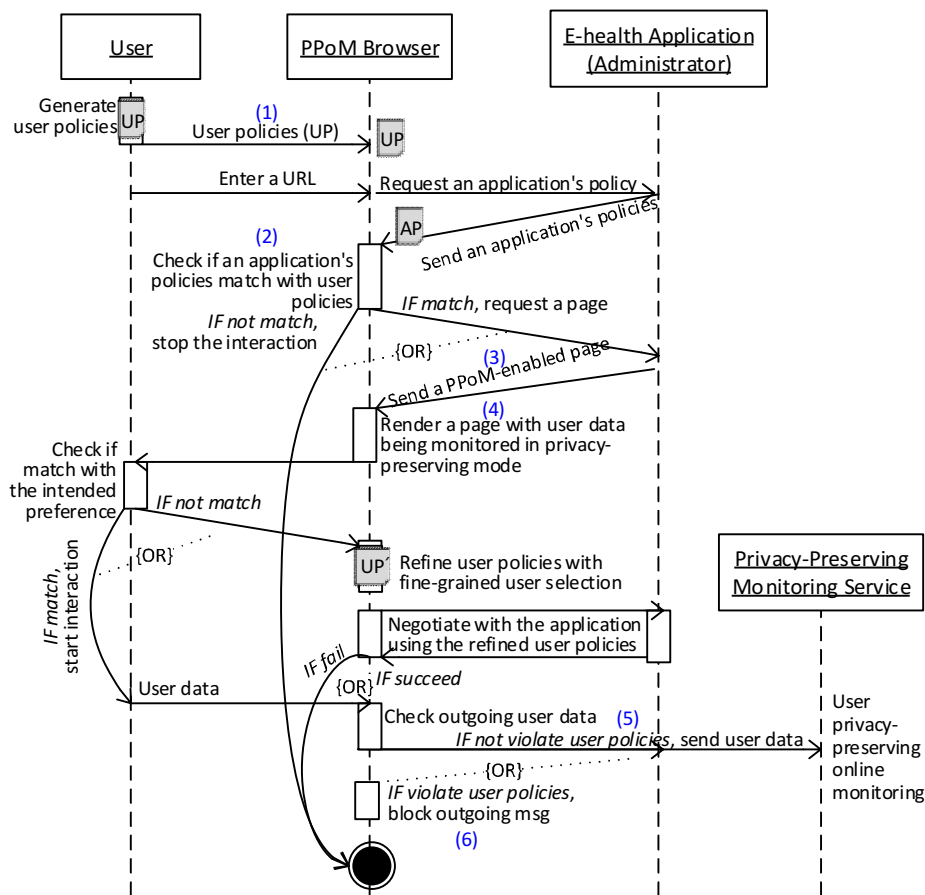 User
PPoM Browser
E-health Application
(Administrator)
Generate
user policies
UP
(1)
User policies (UP)
UP
Enter a URL
Request an application's policy
AP
Send an application's policies
(2)
Check if an application's
policies match with user
policies
IF not match,
stop the interaction
IF match, request a page
{OR}
(3)
Send a PPoM-enabled page
(4)
Render a page with user data
being monitored in privacy-
preserving mode
Check if
match with
the intended
preference
IF not match
{OR}
IF match,
start interaction
UP´
Refine user policies with
fine-grained user selection
Privacy-Preserving
Monitoring Service
Negotiate with the application
using the refined user policies
IF fail
IF succeed
{OR}
User data
Check outgoing user data
(5)
IF not violate user policies, send user data
{OR}
User
privacy-
preserving
online
monitoring
IF violate user policies,
block outgoing msg
(6)